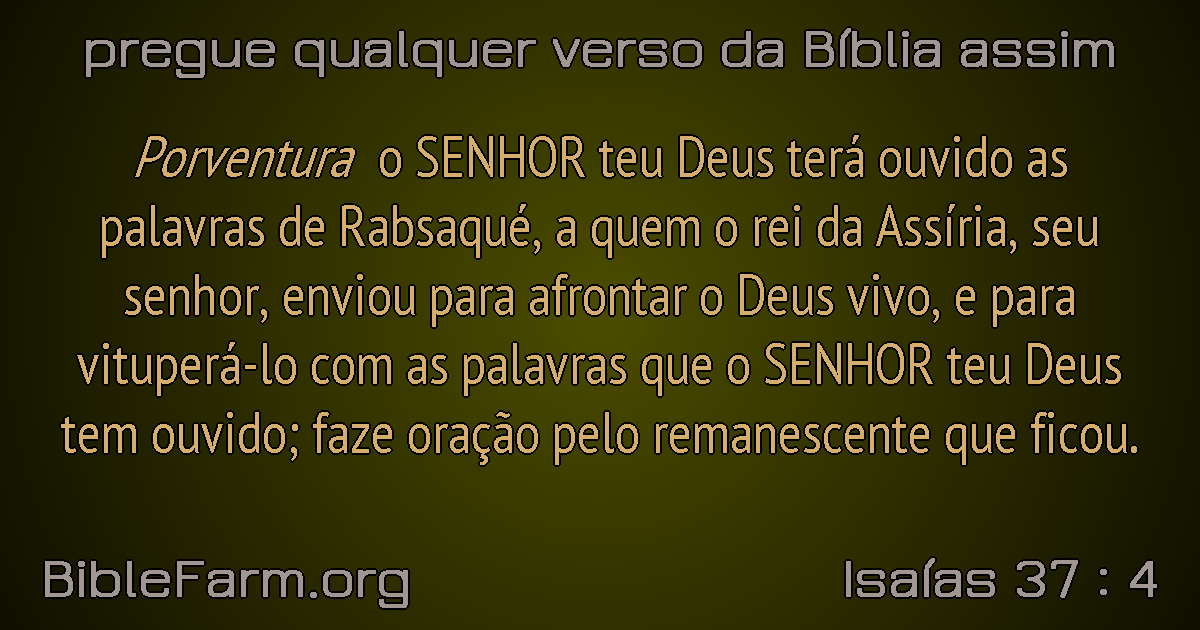 pregue qualquer verso da Bíblia assim
Porventura o SENHOR teu Deus terá ouvido as
palavras de Rabsaqué, a quem o rei da Assíria, seu
senhor, enviou para afrontar o Deus vivo, e para
vituperá-lo com as palavras que o SENHOR teu Deus
tem ouvido; faze oração pelo remanescente que ficou.
BibleFarm.org
Isaías 37 : 4